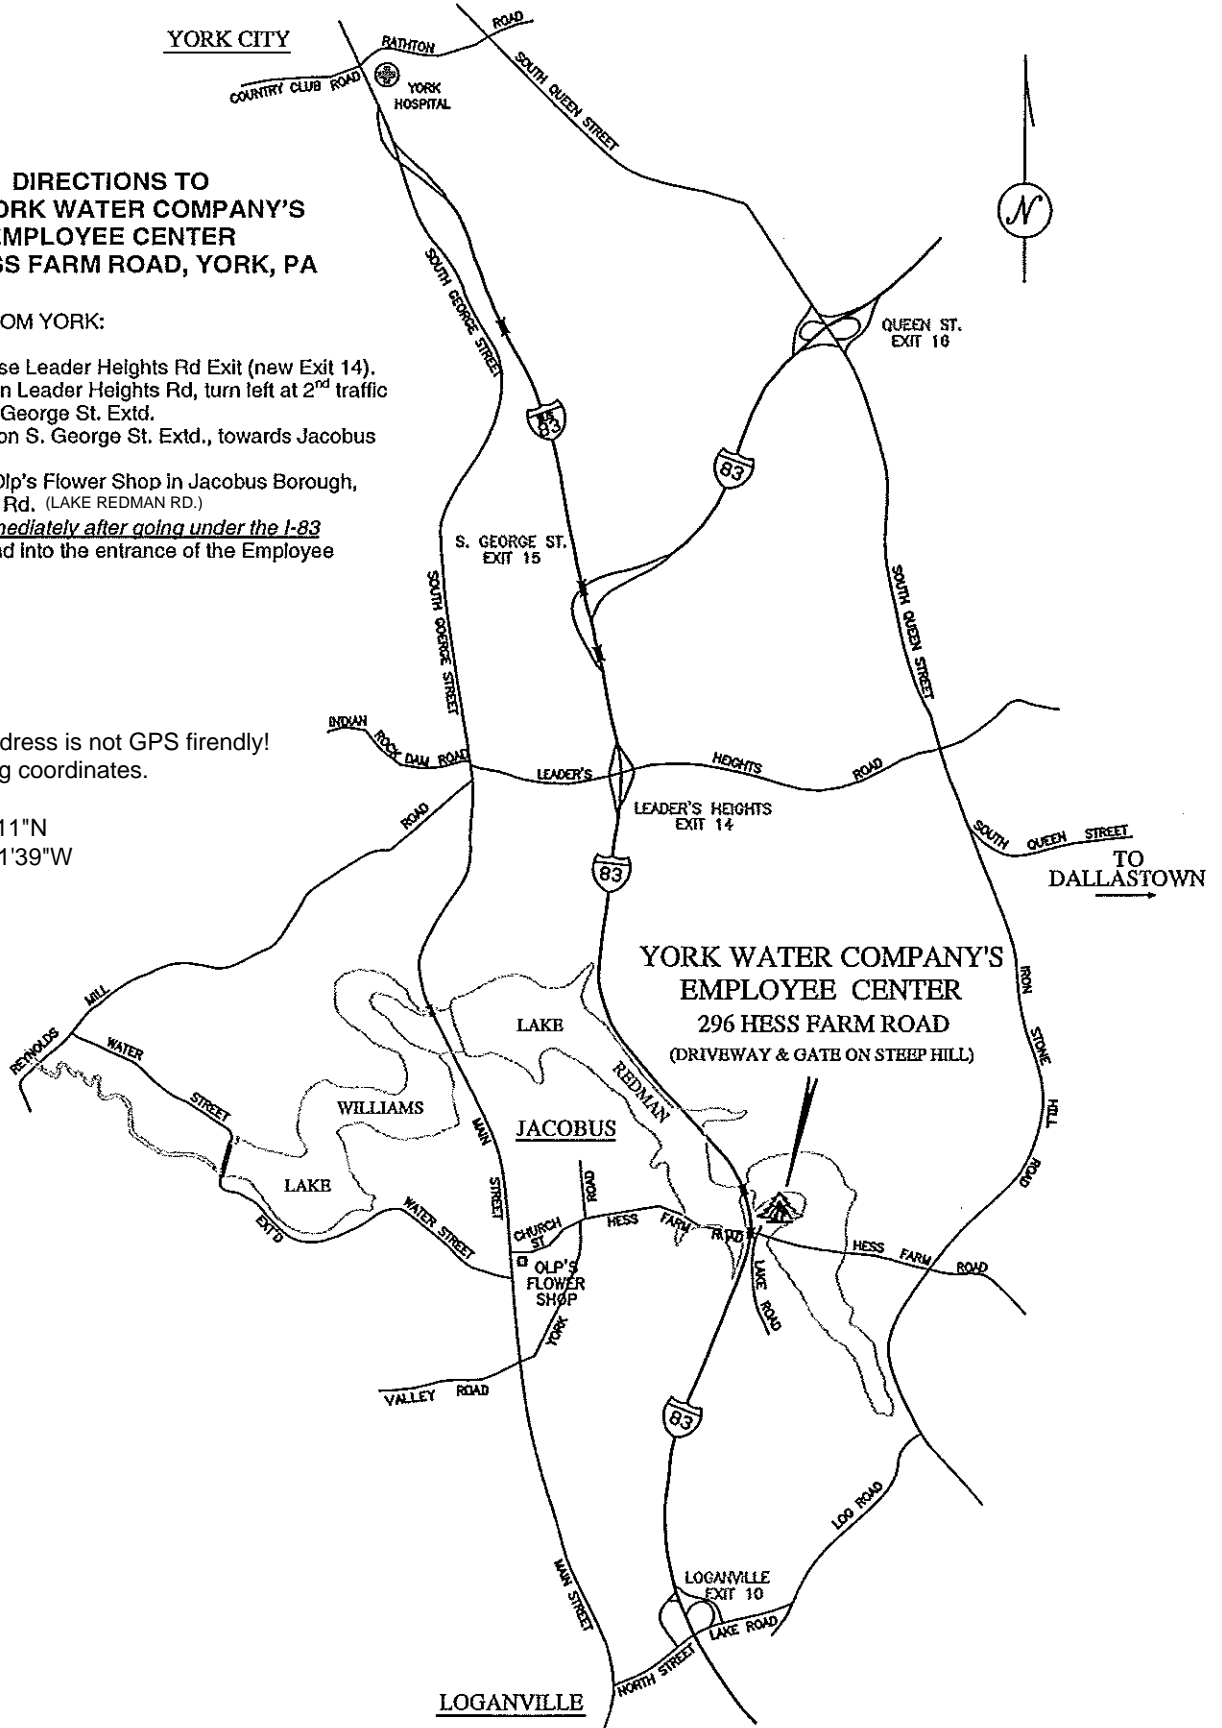 YORK CITY
RATHTON ROAD
COUNTRY CLUB ROAD
YORK
HOSPITAL
SOUTH QUEEN STREET
N
DIRECTIONS TO
ORK WATER COMPANY'S
EMPLOYEE CENTER
SS FARM ROAD, YORK, PA
OM YORK:
se Leader Heights Rd Exit (new Exit 14).
n Leader Heights Rd, turn left at 2nd traffic
George St. Extd.
on S. George St. Extd., towards Jacobus
Olp's Flower Shop in Jacobus Borough,
Rd. (LAKE REDMAN RD.)
mediately after going under the I-83
ad into the entrance of the Employee
SOUTH GEORGE STREET
QUEEN ST.
EXIT 16
83
83
S. GEORGE ST.
EXIT 15
SOUTH GOERGE STREET
SOUTH QUEEN STREET
dress is not GPS firendly!
g coordinates.
11"N
1'39"W
INDIAN ROCK DAM ROAD
LEADER'S HEIGHTS ROAD
LEADER'S HEIGHTS
EXIT 14
83
SOUTH QUEEN STREET
TO
DALLASTOWN
REYNOLDS MILL ROAD
YORK WATER COMPANY'S
EMPLOYEE CENTER
296 HESS FARM ROAD
(DRIVEWAY & GATE ON STEEP HILL)
IRON STONE HILL ROAD
LAKE
REDMAN
WATER STREET EXT'D
WILLIAMS
LAKE
JACOBUS
MAIN STREET
WATER STREET
CHURCH
ST
ROAD
HESS FARM ROAD
HESS FARM ROAD
OLP'S
FLOWER
SHOP
YORK
LAKE ROAD
VALLEY ROAD
83
LOG ROAD
MAIN STREET
LOGANVILLE
EXIT 10
LAKE ROAD
NORTH STREET
LOGANVILLE